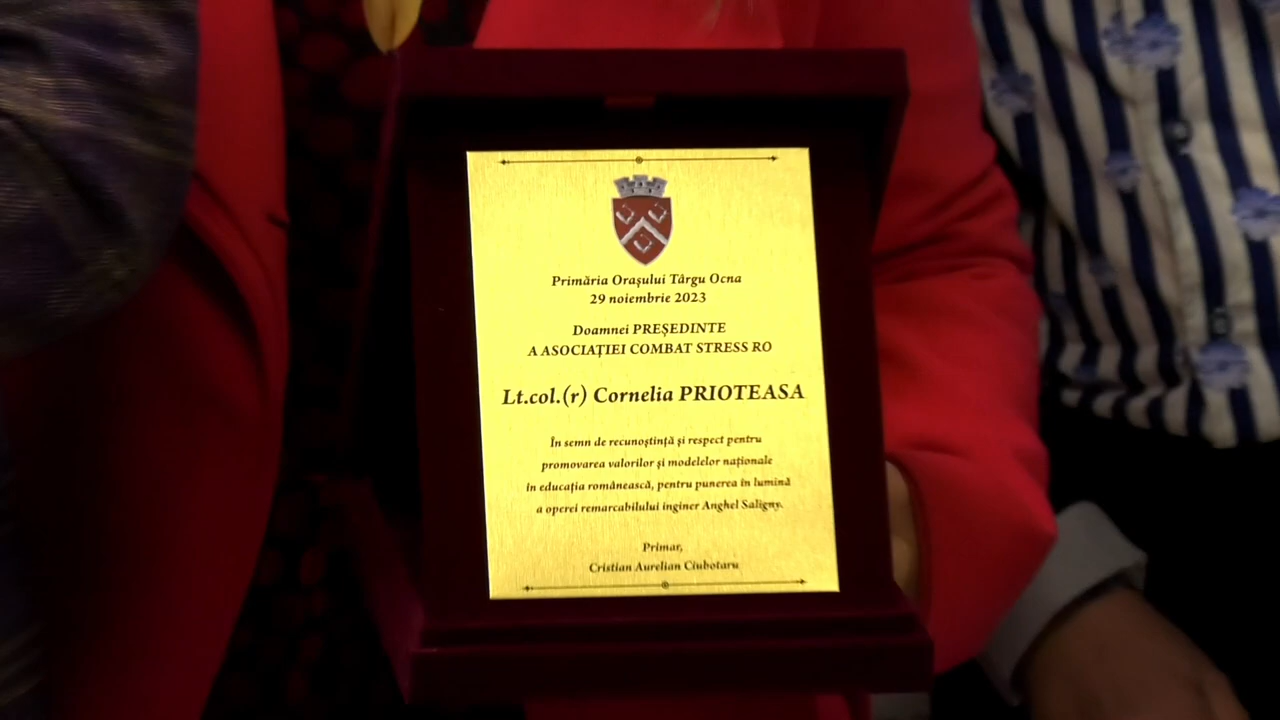 Primăria Orașului Târgu Ocna
29 noiembrie 2023
Doamnei PREȘEDINTE
A ASOCIAȚIEI COMBAT STRESS RO
Lt.col.(r) Cornelia PRIOTEASA
În semn de recunoștință și respect pentru
promovarea valorilor și modelelor naționale
în educația românească, pentru punerea în lumină
a operei remarcabilului inginer Anghel Saligny.
Primar,
Cristian Aurelian Ciubotaru